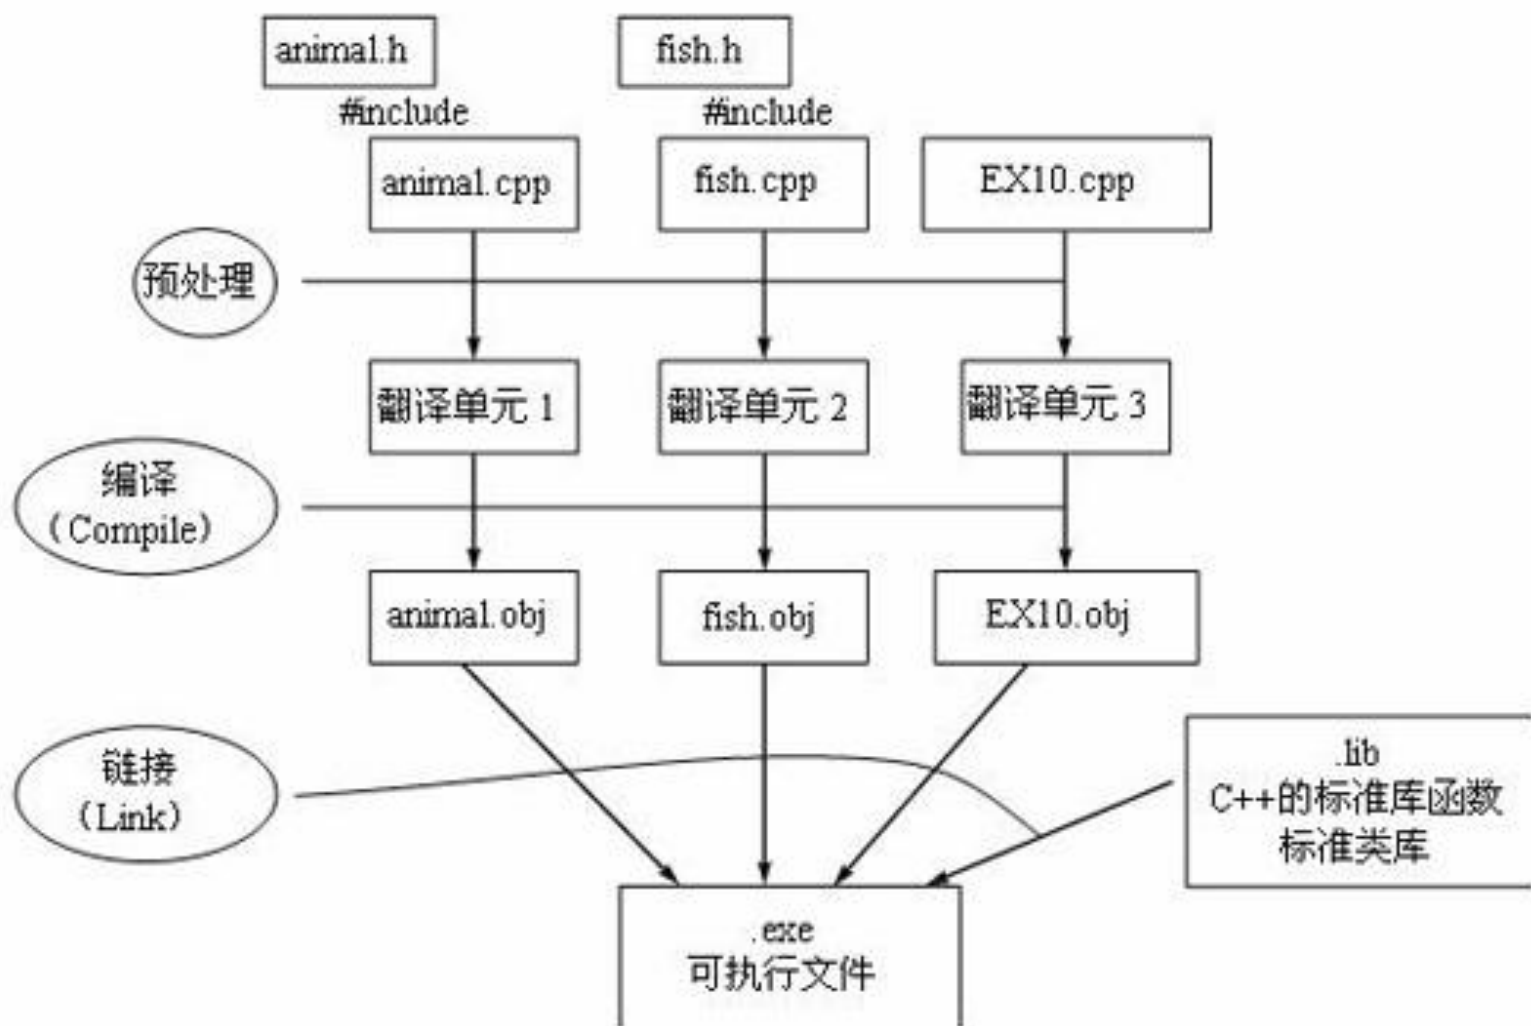 animal.h
fish.h
#include
#include
animal.cpp
fish.cpp
EX10.cpp
预处理
翻译单元 1
翻译单元 2
翻译单元 3
编译
(Compile)
animal.obj
fish.obj
EX10.obj
链接
(Link)
.lib
C++的标准库函数
标准类库
.exe
可执行文件